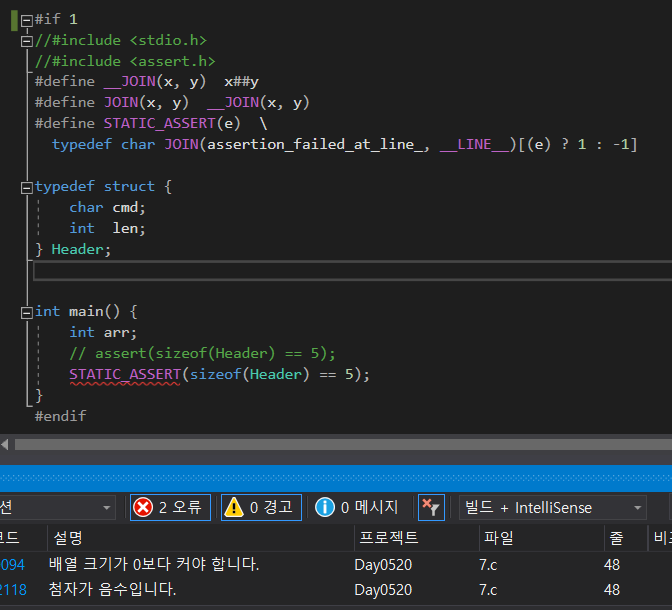 #if 1
//#include <stdio.h>
//#include <assert.h>
#define __JOIN(x, y)  x##y
#define JOIN(x, y)  __JOIN(x, y)
#define STATIC_ASSERT(e)  \
  typedef char JOIN(assertion_failed_at_line_, __LINE__)[(e) ? 1 : -1]
typedef struct {
    char cmd;
    int  len;
} Header;
int main() {
    int arr;
    // assert(sizeof(Header) == 5);
    STATIC_ASSERT(sizeof(Header) == 5);
}
#endif
션 2 오류 0 경고 0 메시지 빌드 + IntelliSense
코드 설명 프로젝트 파일 줄
0094 배열 크기가 0보다 커야 합니다. Day0520 7.c 48
2118 첨자가 음수입니다. Day0520 7.c 48